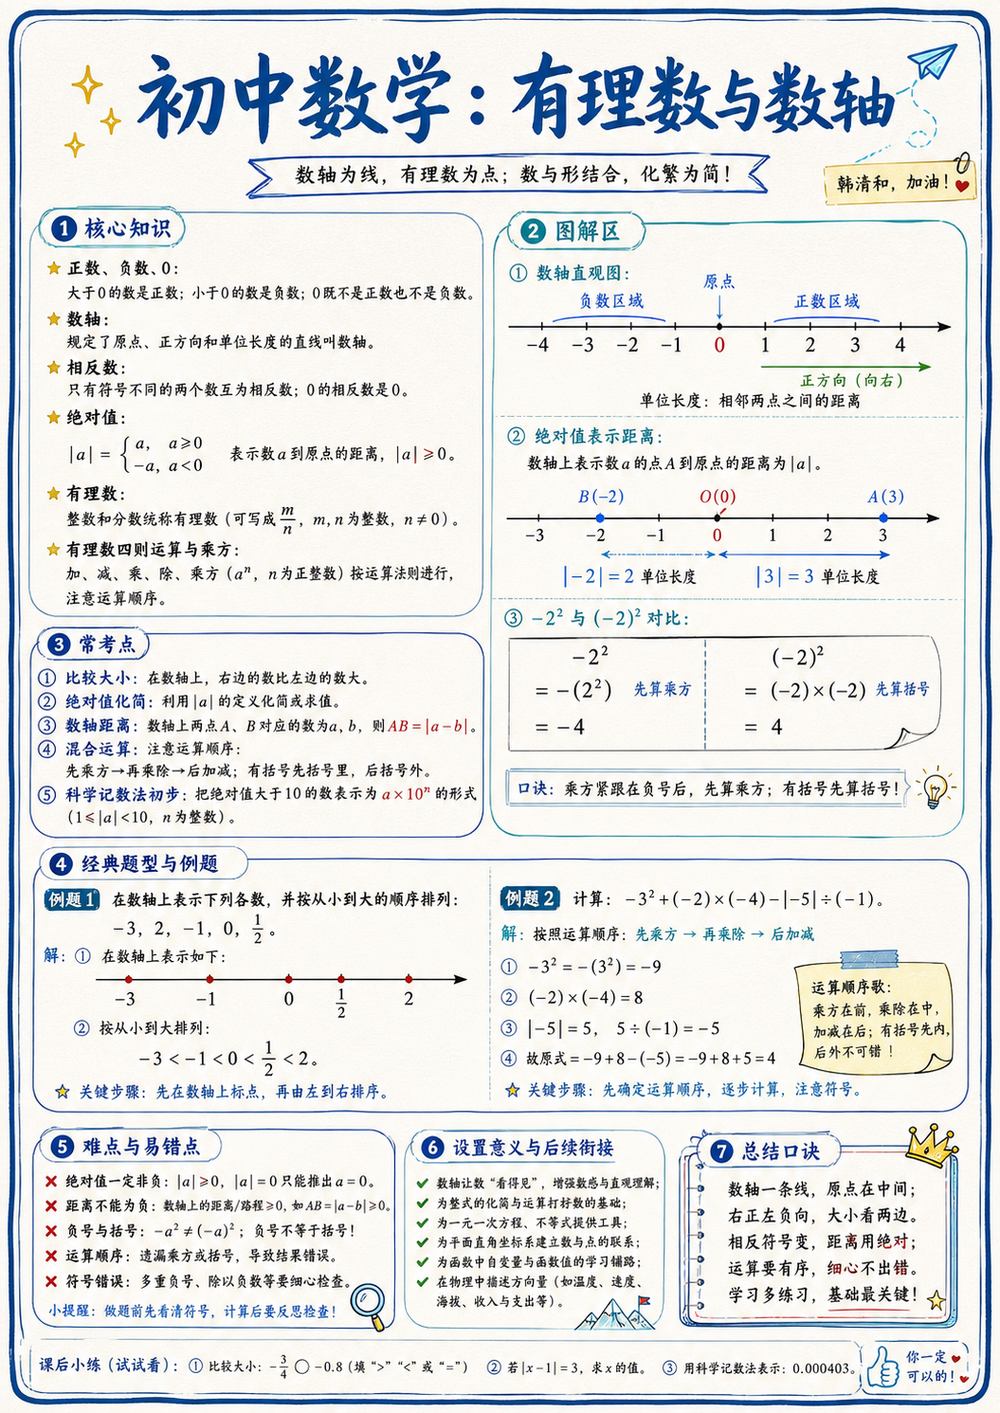 初中数学：有理数与数轴
数轴为线，有理数为点；数与形结合，化繁为简！
韩清和，加油！
1 核心知识
正数、负数、0：
大于0的数是正数；小于0的数是负数；0既不是正数也不是负数。
数轴：
规定了原点、正方向和单位长度的直线叫数轴。
相反数：
只有符号不同的两个数互为相反数；0的相反数是0。
绝对值：
|a| = { a, a≥0
-a, a<0
表示数a到原点的距离，|a|≥0。
有理数：
整数和分数统称有理数（可写成 m/n，m,n为整数，n≠0）。
有理数四则运算与乘方：
加、减、乘、除、乘方（aⁿ，n为正整数）按运算法则进行，
注意运算顺序。
2 图解区
① 数轴直观图：
原点
负数区域 正数区域
-4 -3 -2 -1 0 1 2 3 4
正方向（向右）
单位长度：相邻两点之间的距离
② 绝对值表示距离：
数轴上表示数a的点A到原点的距离为|a|。
B(-2) O(0) A(3)
-3 -2 -1 0 1 2 3
|-2|=2 单位长度 |3|=3 单位长度
③ -2² 与 (-2)² 对比：
-2² (-2)²
= -(2²) 先算乘方 = (-2)×(-2) 先算括号
= -4 = 4
口诀：乘方紧跟在负号后，先算乘方；有括号先算括号！
3 常考点
① 比较大小：在数轴上，右边的数比左边的数大。
② 绝对值化简：利用|a|的定义化简或求值。
③ 数轴距离：数轴上两点A、B对应的数为a, b，则AB=|a-b|。
④ 混合运算：注意运算顺序：
先乘方→再乘除→后加减；有括号先括号里，后括号外。
⑤ 科学记数法初步：把绝对值大于10的数表示为 a×10ⁿ 的形式
（1≤|a|<10，n为整数）。
4 经典题型与例题
例题1 在数轴上表示下列各数，并按从小到大的顺序排列：
-3，2，-1，0，1/2。
解：① 在数轴上表示如下：
-3 -1 0 1/2 2
② 按从小到大排列：
-3 < -1 < 0 < 1/2 < 2。
关键步骤：先在数轴上标点，再由左到右排序。
例题2 计算：-3²+(-2)×(-4)-|-5|÷(-1)。
解：按照运算顺序：先乘方 → 再乘除 → 后加减
① -3²=-(3²)=-9
② (-2)×(-4)=8
③ |-5|=5， 5÷(-1)=-5
④ 故原式=-9+8-(-5)=-9+8+5=4
关键步骤：先确定运算顺序，逐步计算，注意符号。
运算顺序歌：
乘方在前，乘除在中，
加减在后；有括号先内，
后外不可错！
5 难点与易错点
绝对值一定非负：|a|≥0，|a|=0只能推出a=0。
距离不能为负：数轴上的距离/路程≥0，如AB=|a-b|≥0。
负号与括号：-a²≠(-a)²；负号不等于括号！
运算顺序：遗漏乘方或括号，导致结果错误。
符号错误：多重负号、除以负数等要细心检查。
小提醒：做题前先看清符号，计算后要反思检查！
6 设置意义与后续衔接
数轴让数“看得见”，增强数感与直观理解；
为整式的化简与运算打好数的基础；
为一元一次方程、不等式提供工具；
为平面直角坐标系建立数与点的联系；
为函数中自变量与函数值的学习铺路；
在物理中描述方向量（如温度、速度、
海拔、收入与支出等）。
7 总结口诀
数轴一条线，原点在中间；
右正左负向，大小看两边。
相反符号变，距离用绝对；
运算要有序，细心不出错。
学习多练习，基础最关键！
课后小练（试试看）：① 比较大小：-3/4 ○ -0.8（填“>”“<”或“=”） ② 若|x-1|=3，求x的值。 ③ 用科学记数法表示：0.000403。
你一定
可以的！